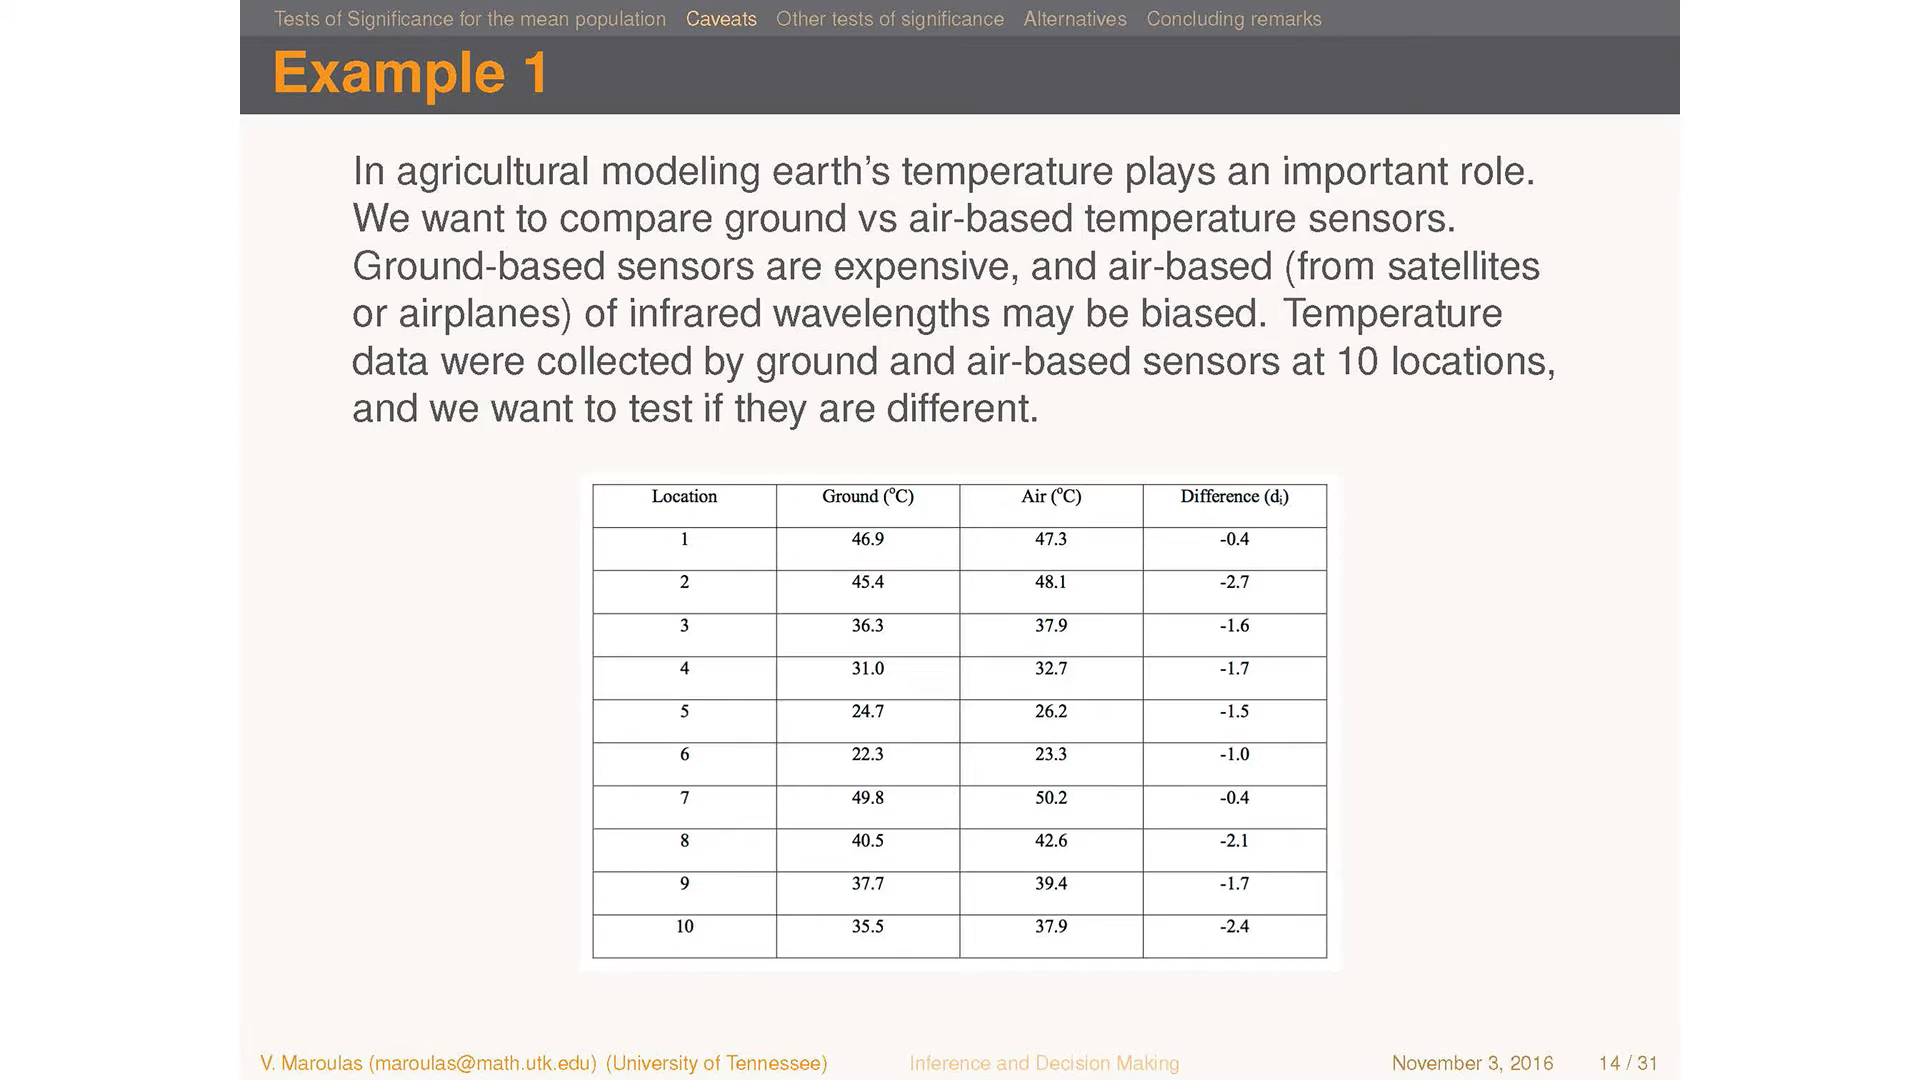 Tests of Significance for the mean population Caveats Other tests of significance Alternatives Concluding remarks
Example 1
In agricultural modeling earth's temperature plays an important role.
We want to compare ground vs air-based temperature sensors.
Ground-based sensors are expensive, and air-based (from satellites
or airplanes) of infrared wavelengths may be biased. Temperature
data were collected by ground and air-based sensors at 10 locations,
and we want to test if they are different.
Location Ground (°C) Air (°C) Difference (di)
1 46.9 47.3 -0.4
2 45.4 48.1 -2.7
3 36.3 37.9 -1.6
4 31.0 32.7 -1.7
5 24.7 26.2 -1.5
6 22.3 23.3 -1.0
7 49.8 50.2 -0.4
8 40.5 42.6 -2.1
9 37.7 39.4 -1.7
10 35.5 37.9 -2.4
V. Maroulas (maroulas@math.utk.edu) (University of Tennessee) Inference and Decision Making November 3, 2016 14 / 31